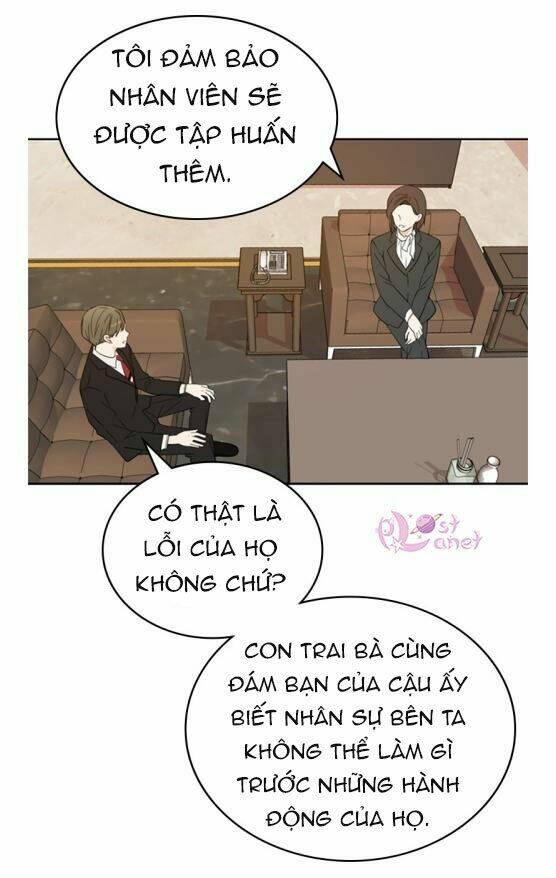 TÔI ĐẢM BẢO
NHÂN VIÊN SẼ
ĐƯỢC TẬP HUẤN
THÊM.
CÓ THẬT LÀ
LỖI CỦA HỌ
KHÔNG CHỨ?
Lost
Planet
CON TRAI BÀ CÙNG
ĐÁM BẠN CỦA CẬU ẤY
BIẾT NHÂN SỰ BÊN TA
KHÔNG THỂ LÀM GÌ
TRƯỚC NHỮNG HÀNH
ĐỘNG CỦA HỌ.